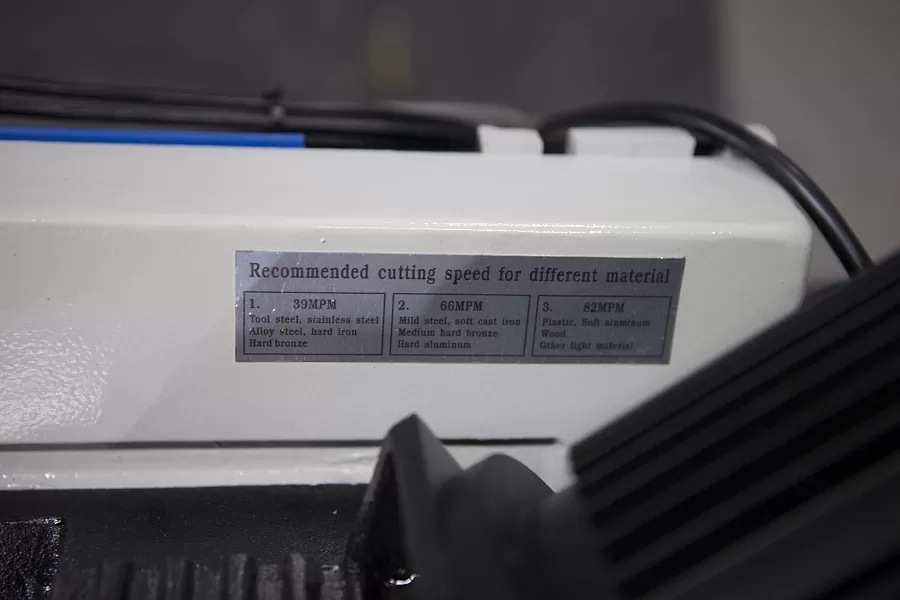 Recommended cutting speed for different material
1. 39MPM
Tool steel, stainless steel
Alloy steel, hard iron
Hard bronze
2. 66MPM
Mild steel, soft cast iron
Medium hard bronze
Hard aluminum
3. 82MPM
Plastic, Soft aluminum
Wood.
Other light material